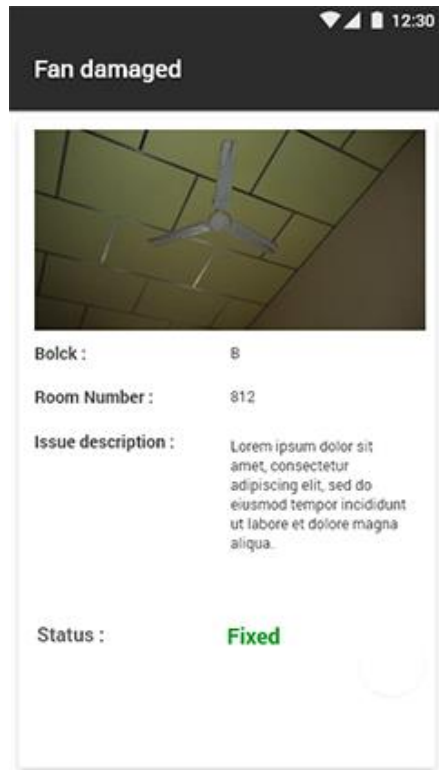 12:30
Fan damaged
Bolck : B
Room Number : 812
Issue description : Lorem ipsum dolor sit
amet, consectetur
adipiscing elit, sed do
eiusmod tempor incididunt
ut labore et dolore magna
aliqua.
Status : Fixed